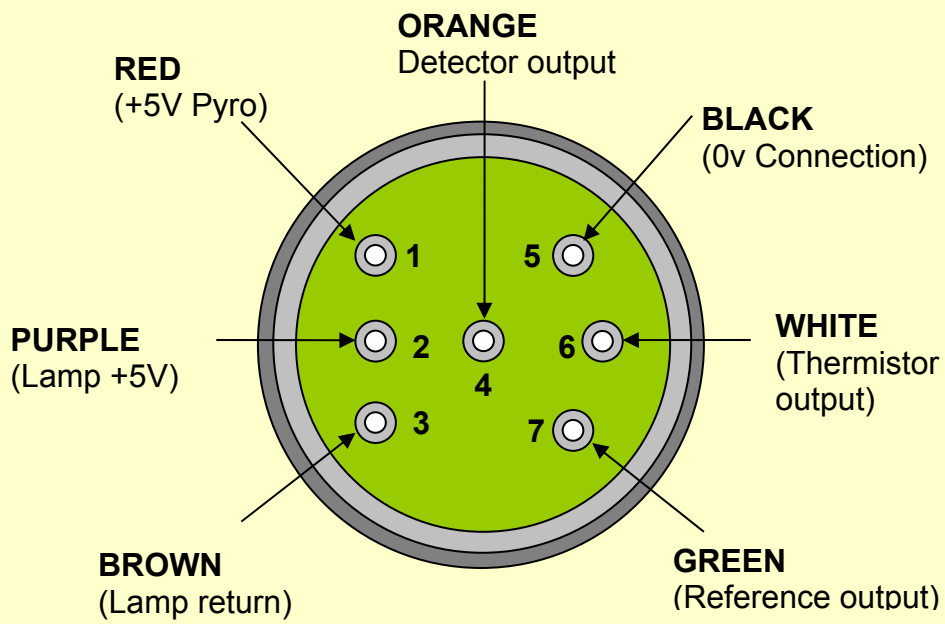 ORANGE
Detector output
RED
(+5V Pyro)
BLACK
(0v Connection)
1
5
PURPLE
(Lamp +5V)
2
4
6
WHITE
(Thermistor
output)
3
7
BROWN
(Lamp return)
GREEN
(Reference output)